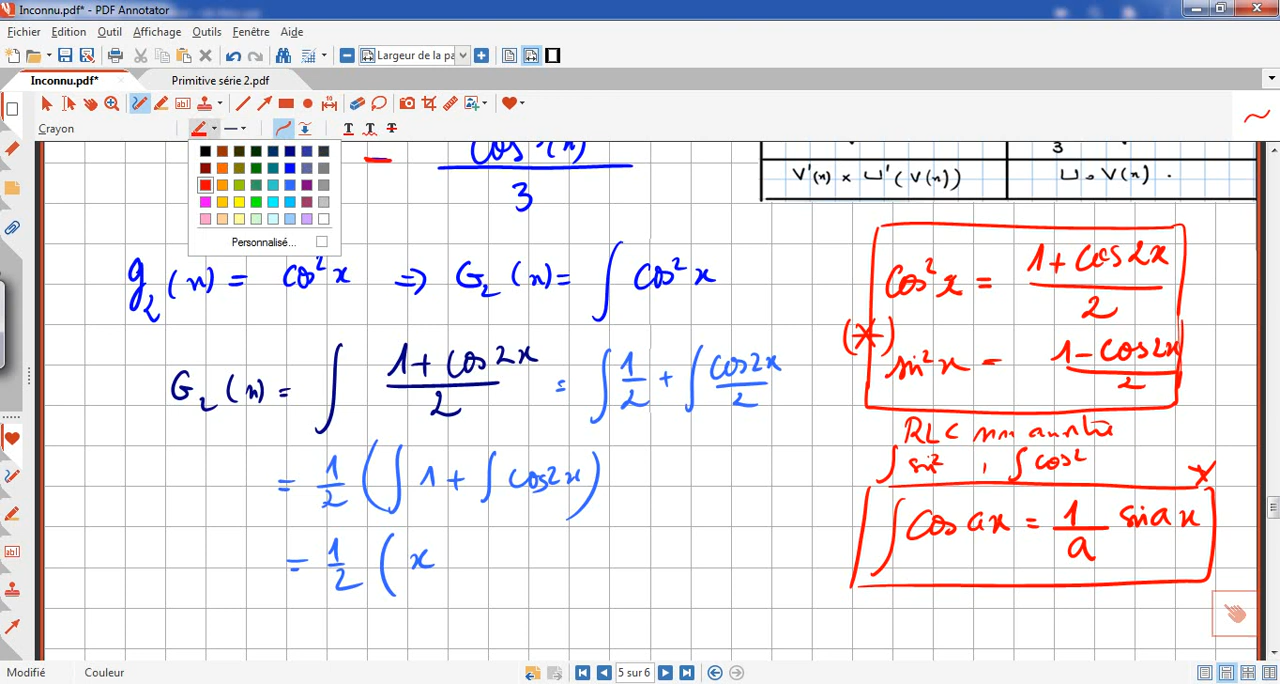 Inconnu.pdf* - PDF Annotator
Fichier Edition Outil Affichage Outils Fenêtre Aide
Largeur de la pa
Inconnu.pdf* Primitive série 2.pdf
Crayon
Personnalisé...
3
V'(x) × U'(V(x)) U∘V(x).
3
g₂(x) = cos²x ⇒ G₂(x) = ∫ cos²x
G₂(x) = ∫ (1 + cos2x)/2 = ∫ 1/2 + ∫ cos2x/2
= 1/2 ( ∫ 1 + ∫ cos2x )
= 1/2 ( x
cos²x = (1 + cos2x)/2
(*)
sin²x = (1 - cos2x)/2
RLC
∫ sin² , ∫ cos²
*
∫ cos ax = 1/a sin ax
Modifié Couleur 5 sur 6